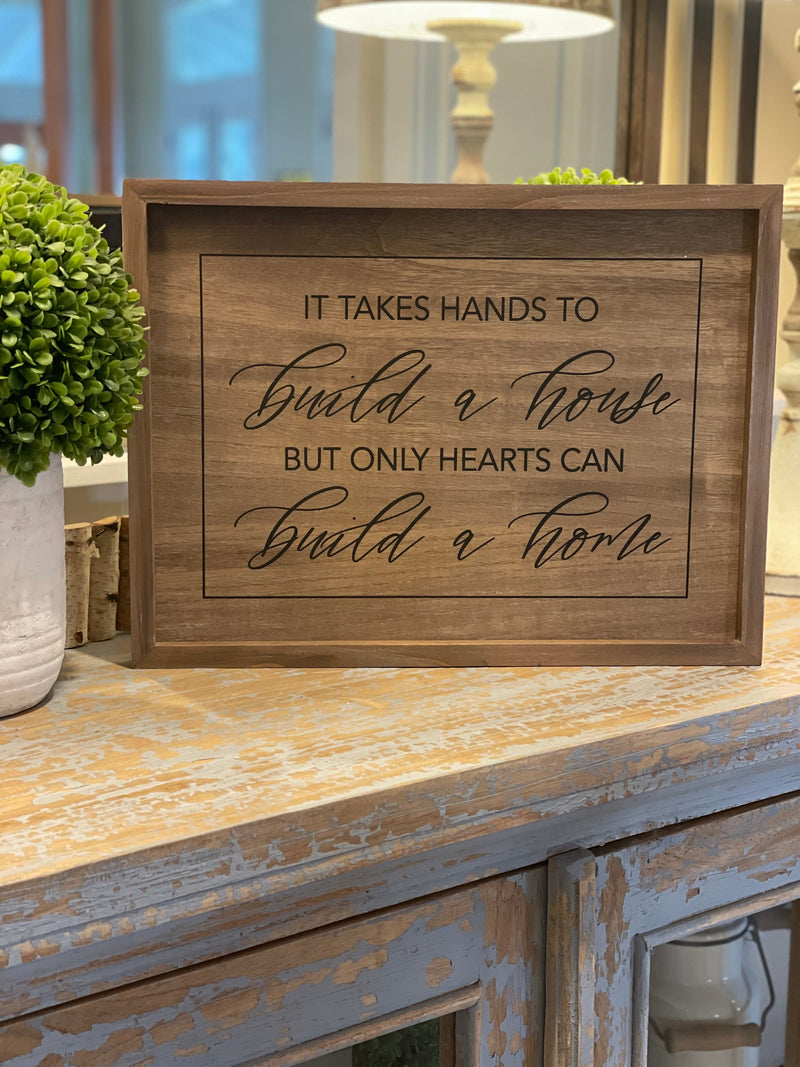 IT TAKES HANDS TO
build a house
BUT ONLY HEARTS CAN
build a home